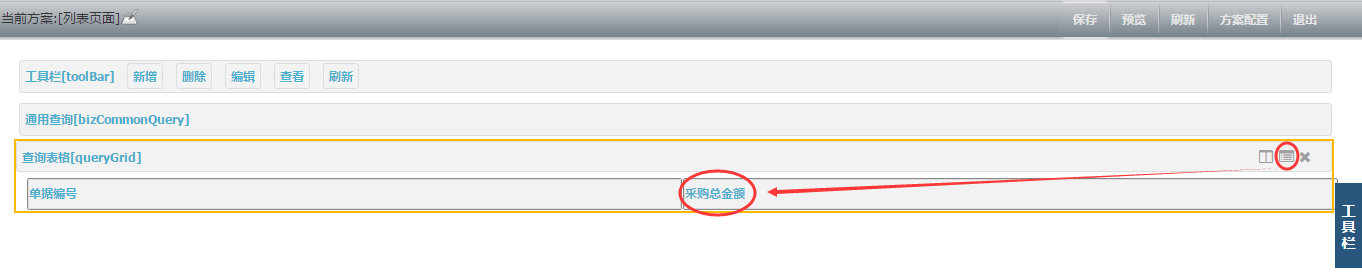 当前方案:[列表页面] 保存 预览 刷新 方案配置 退出
工具栏[toolBar] 新增 删除 编辑 查看 刷新
通用查询[bizCommonQuery]
查询表格[queryGrid]
单据编号 采购总金额
工具栏